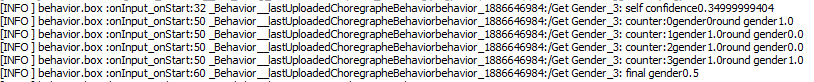 [INFO ] behavior.box :onInput_onStart:32 _Behavior__lastUploadedChoregrapheBehaviorbehavior_1886646984:/Get Gender_3: self confidence0.34999999404
[INFO ] behavior.box :onInput_onStart:50 _Behavior__lastUploadedChoregrapheBehaviorbehavior_1886646984:/Get Gender_3: counter:0gender0round gender1.0
[INFO ] behavior.box :onInput_onStart:50 _Behavior__lastUploadedChoregrapheBehaviorbehavior_1886646984:/Get Gender_3: counter:1gender1.0round gender0.0
[INFO ] behavior.box :onInput_onStart:50 _Behavior__lastUploadedChoregrapheBehaviorbehavior_1886646984:/Get Gender_3: counter:2gender1.0round gender0.0
[INFO ] behavior.box :onInput_onStart:50 _Behavior__lastUploadedChoregrapheBehaviorbehavior_1886646984:/Get Gender_3: counter:3gender1.0round gender1.0
[INFO ] behavior.box :onInput_onStart:60 _Behavior__lastUploadedChoregrapheBehaviorbehavior_1886646984:/Get Gender_3: final gender0.5